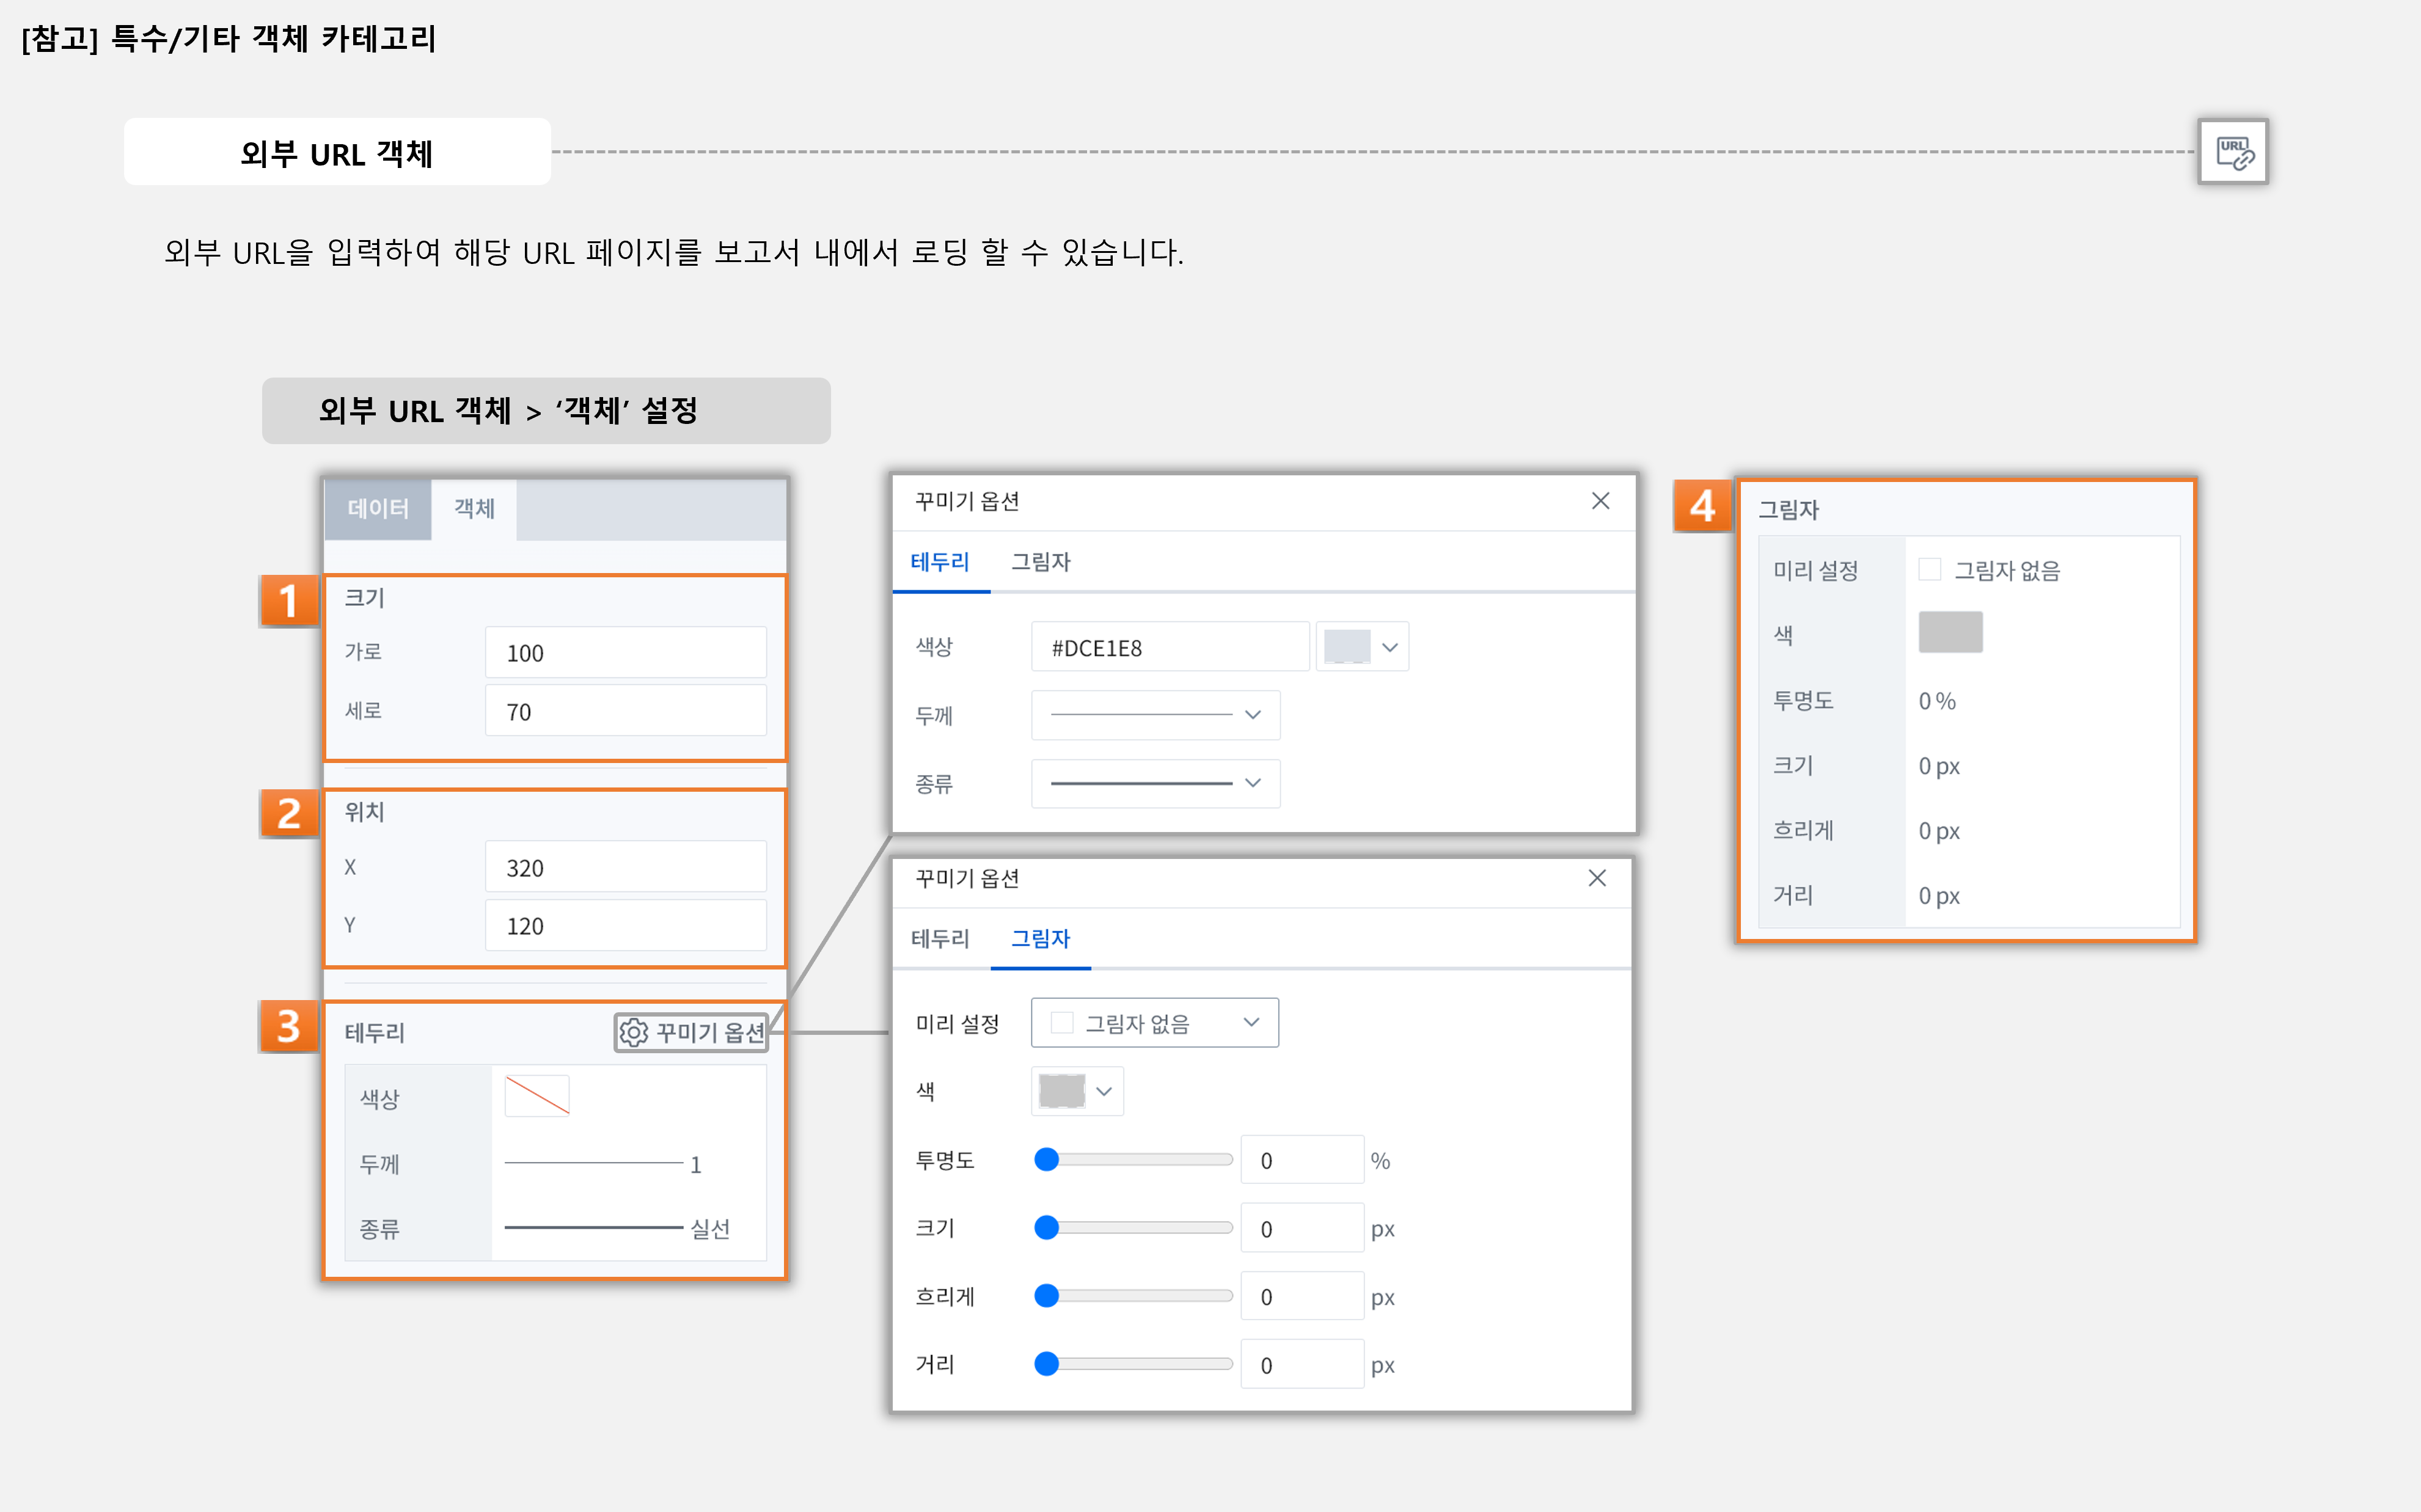 [참고] 특수/기타 객체 카테고리
외부 URL 객체
URL
외부 URL을 입력하여 해당 URL 페이지를 보고서 내에서 로딩 할 수 있습니다.
외부 URL 객체 > ‘객체’ 설정
데이터 객체
1
크기
가로 100
세로 70
2
위치
X 320
Y 120
3
테두리 꾸미기 옵션
색상
두께 1
종류 실선
꾸미기 옵션
테두리 그림자
색상 #DCE1E8
두께
종류
꾸미기 옵션
테두리 그림자
미리 설정 그림자 없음
색
투명도 0 %
크기 0 px
흐리게 0 px
거리 0 px
4
그림자
미리 설정 그림자 없음
색
투명도 0 %
크기 0 px
흐리게 0 px
거리 0 px